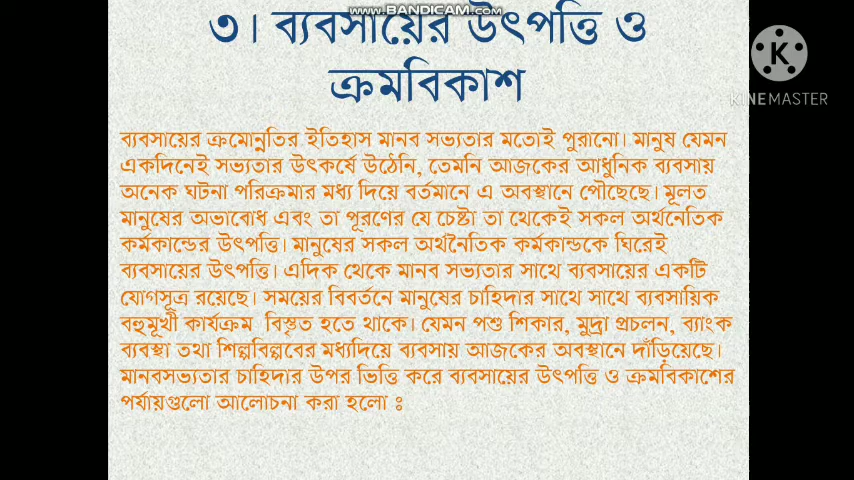 www.BANDICAM.com
৩। ব্যবসায়ের উৎপত্তি ও
ক্রমবিকাশ
K
KINEMASTER
ব্যবসায়ের ক্রমোন্নতির ইতিহাস মানব সভ্যতার মতোই পুরানো। মানুষ যেমন
একদিনেই সভ্যতার উৎকর্ষে উঠেনি, তেমনি আজকের আধুনিক ব্যবসায়
অনেক ঘটনা পরিক্রমার মধ্য দিয়ে বর্তমানে এ অবস্থানে পৌছেছে। মূলত
মানুষের অভাবোধ এবং তা পূরণের যে চেষ্টা তা থেকেই সকল অর্থনৈতিক
কর্মকান্ডের উৎপত্তি। মানুষের সকল অর্থনৈতিক কর্মকান্ডকে ঘিরেই
ব্যবসায়ের উৎপত্তি। এদিক থেকে মানব সভ্যতার সাথে ব্যবসায়ের একটি
যোগসূত্র রয়েছে। সময়ের বিবর্তনে মানুষের চাহিদার সাথে সাথে ব্যবসায়িক
বহুমূখী কার্যক্রম বিস্তৃত হতে থাকে। যেমন পশু শিকার, মুদ্রা প্রচলন, ব্যাংক
ব্যবস্থা তথা শিল্পবিল্পবের মধ্যদিয়ে ব্যবসায় আজকের অবস্থানে দাঁড়িয়েছে।
মানবসভ্যতার চাহিদার উপর ভিত্তি করে ব্যবসায়ের উৎপত্তি ও ক্রমবিকাশের
পর্যায়গুলো আলোচনা করা হলো ঃ